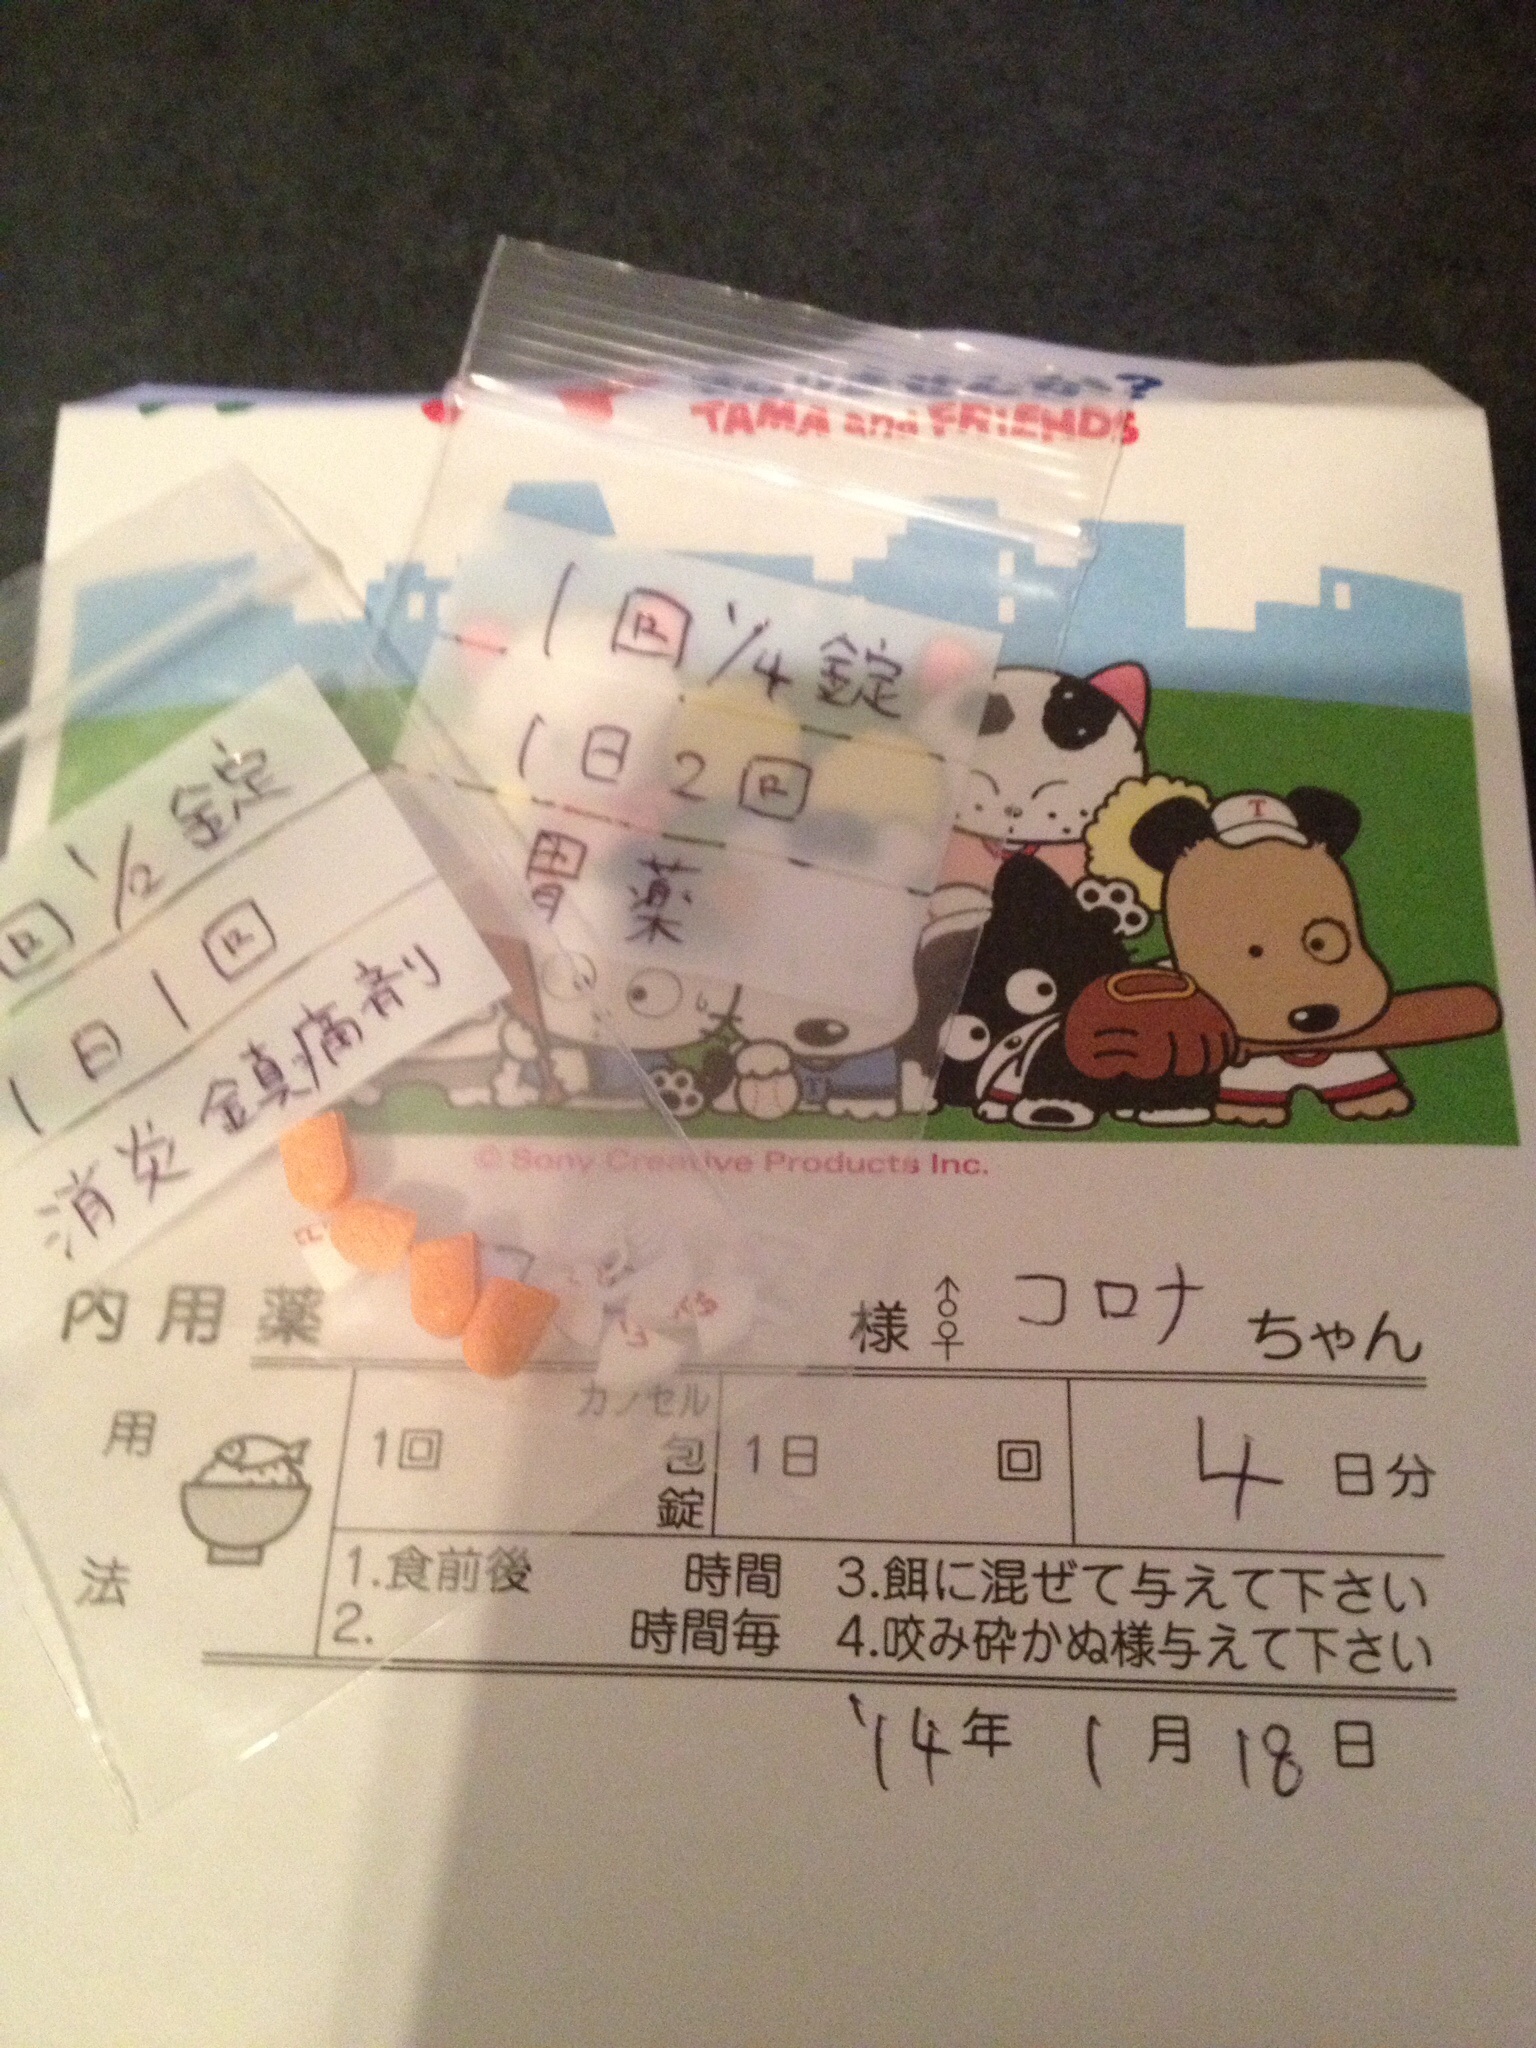 TAMA and FRIENDS
1回1/4錠
1日2回
胃薬
回1/2錠
1日1回
消炎鎮痛剤
© Sony Creative Products Inc.
内用薬 様 ♂♀ コロナ ちゃん
用法
カプセル
1回 包 1日 回 4日分
錠
1.食前後 時間 3.餌に混ぜて与えて下さい
2. 時間毎 4.咬み砕かぬ様与えて下さい
'14年 1月 18日